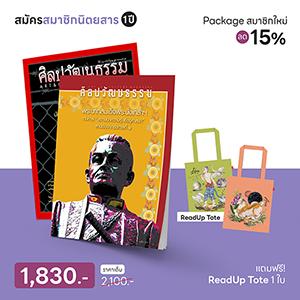 สมัครสมาชิกนิตยสาร 1ปี
Package สมาชิกใหม่
ลด 15%
ศิลปวัฒนธรรม
ศิลปวัฒนธรรม
ReadUp Tote
1,830.-
ราคาเต็ม
2,100.-
แถมฟรี!
ReadUp Tote 1 ใบ